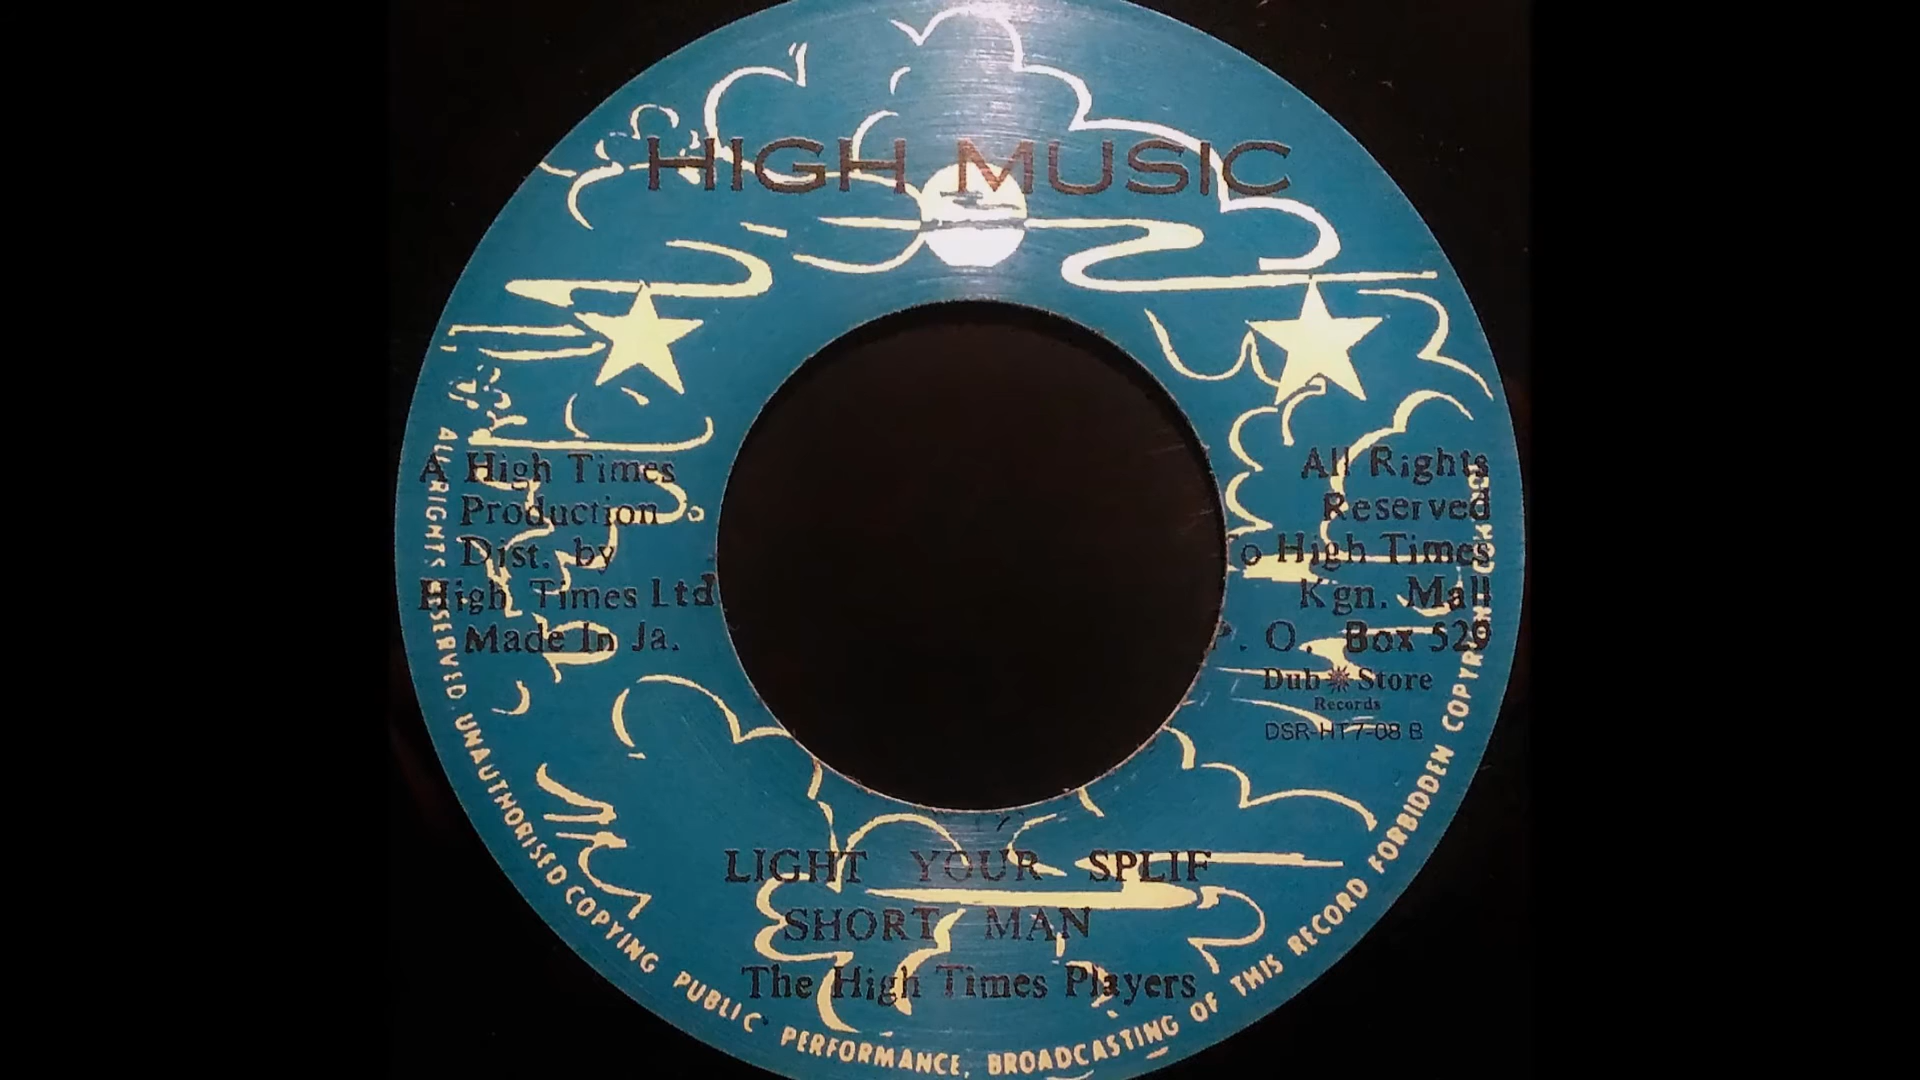 HIGH MUSIC
A High Times
Production
Dist. by
High Times Ltd
Made In Ja.
All Rights
Reserved
To High Times
Kgn. Mall
P. O. Box 529
Dub Store
Records
DSR-HT7-08 B
LIGHT YOUR SPLIF
SHORT MAN
The High Times Players
ALL RIGHTS RESERVED. UNAUTHORISED COPYING PUBLIC PERFORMANCE, BROADCASTING OF THIS RECORD FORBIDDEN